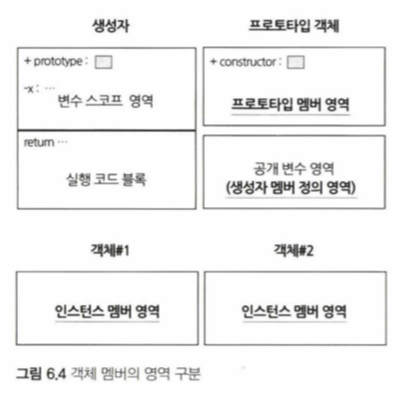 생성자
프로토타입 객체
+ prototype :
-x : …
변수 스코프 영역
+ constructor :
프로토타입 멤버 영역
return …
실행 코드 블록
공개 변수 영역
(생성자 멤버 정의 영역)
객체#1
객체#2
인스턴스 멤버 영역
인스턴스 멤버 영역
그림 6.4 객체 멤버의 영역 구분